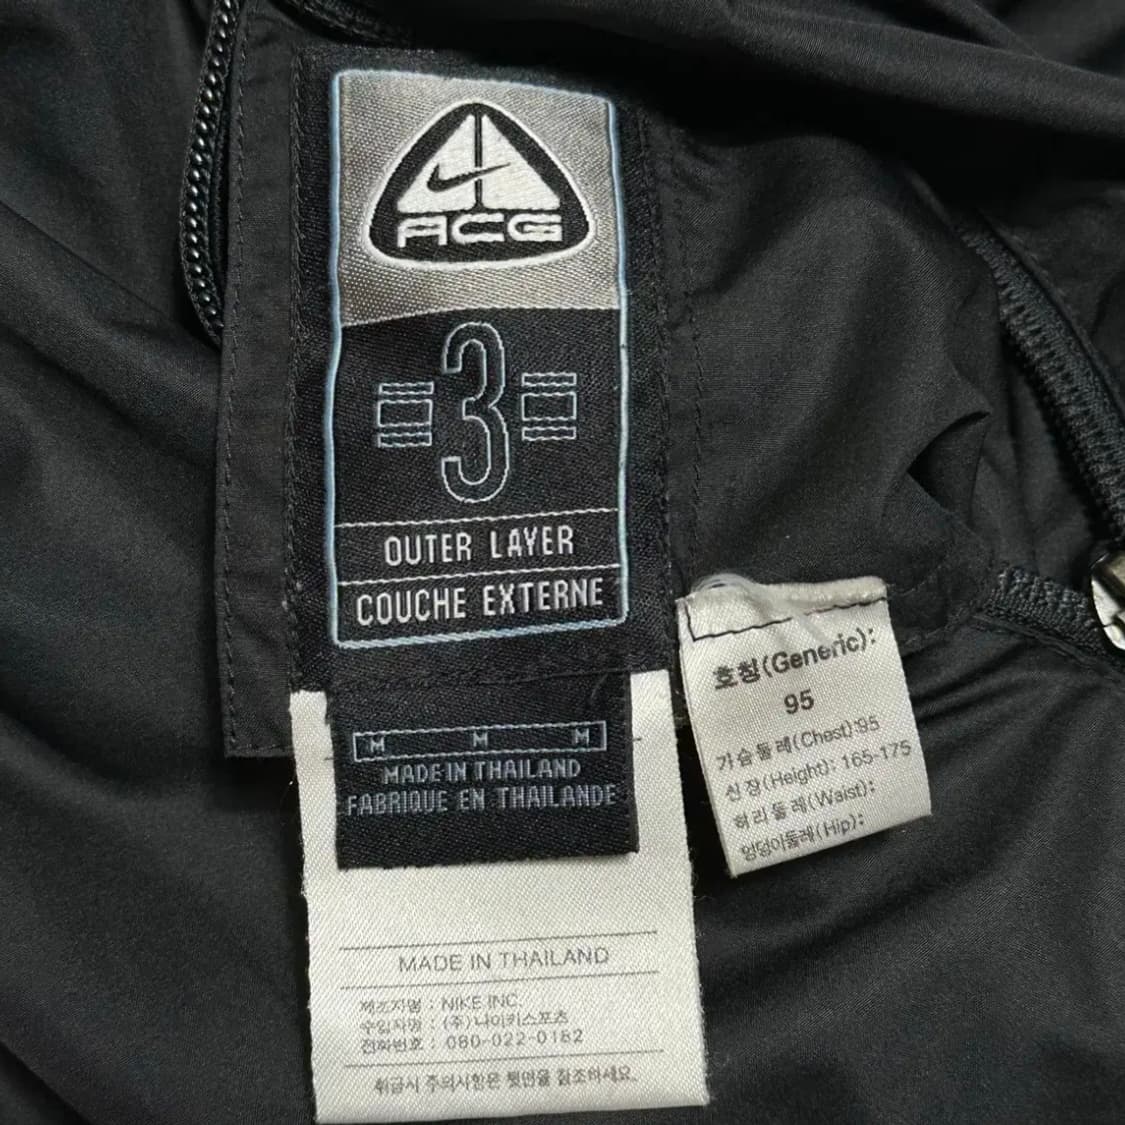 ACG
3
OUTER LAYER
COUCHE EXTERNE
M M M
MADE IN THAILAND
FABRIQUE EN THAILANDE
MADE IN THAILAND
제조자명 : NIKE INC.
수입자명 : (주)나이키스포츠
전화번호 : 080-022-0182
취급시 주의사항은 뒷면을 참조하세요.
호칭(Generic):
95
가슴둘레(Chest):95
신장(Height): 165-175
허리둘레(Waist):
엉덩이둘레(Hip):